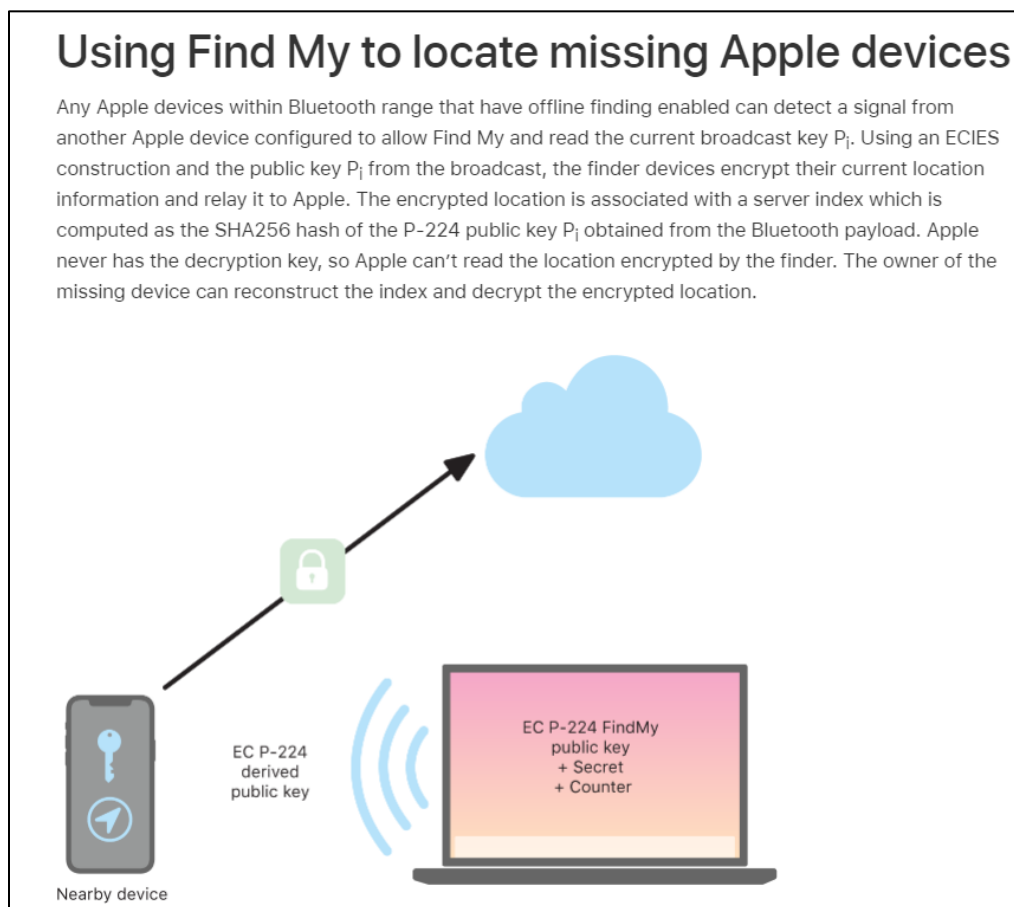 Using Find My to locate missing Apple devices
Any Apple devices within Bluetooth range that have offline finding enabled can detect a signal from
another Apple device configured to allow Find My and read the current broadcast key Pi. Using an ECIES
construction and the public key Pi from the broadcast, the finder devices encrypt their current location
information and relay it to Apple. The encrypted location is associated with a server index which is
computed as the SHA256 hash of the P-224 public key Pi obtained from the Bluetooth payload. Apple
never has the decryption key, so Apple can’t read the location encrypted by the finder. The owner of the
missing device can reconstruct the index and decrypt the encrypted location.
EC P-224 FindMy
public key
+ Secret
+ Counter
EC P-224
derived
public key
Nearby device